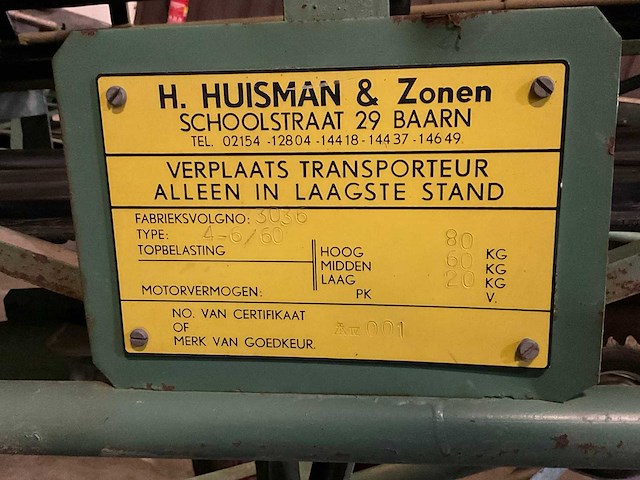 H. HUISMAN & Zonen
SCHOOLSTRAAT 29 BAARN
TEL. 02154-12804-14418-14437-14649.
VERPLAATS TRANSPORTEUR
ALLEEN IN LAAGSTE STAND
FABRIEKSVOLGNO: 3036
TYPE: 4-6/60
TOPBELASTING
HOOG 80 KG
MIDDEN 60 KG
LAAG 20 KG
MOTORVERMOGEN: PK V.
NO. VAN CERTIFIKAAT
OF
MERK VAN GOEDKEUR. 001